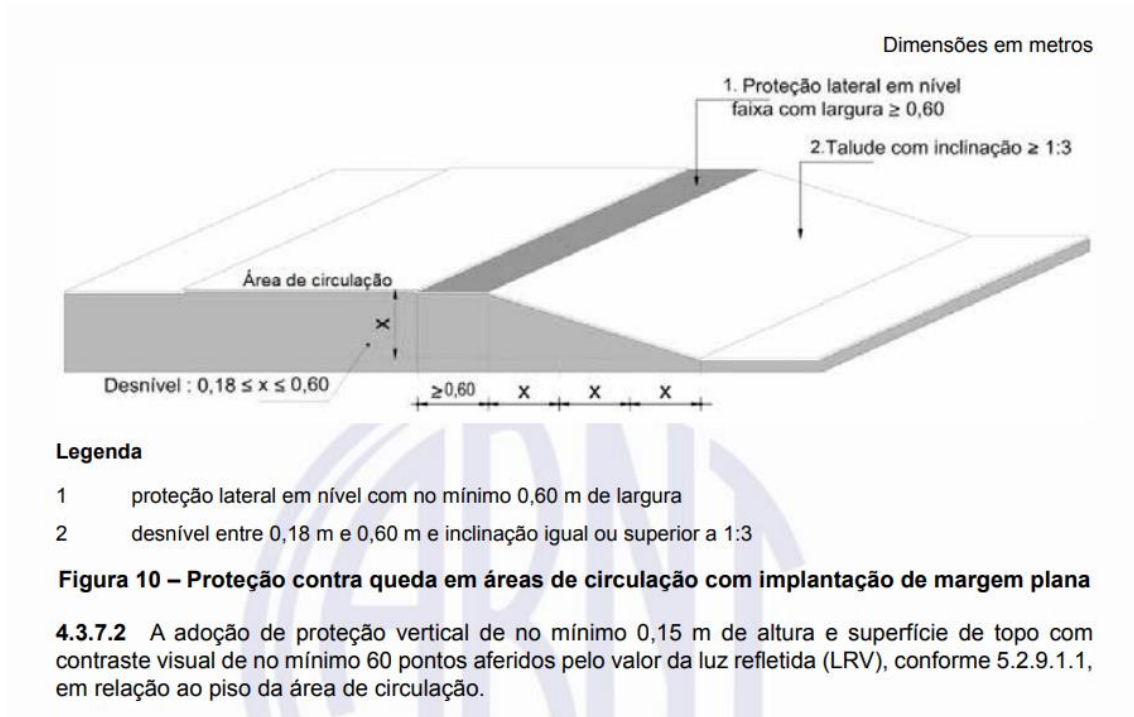 Dimensões em metros
1. Proteção lateral em nível
faixa com largura ≥ 0,60
2.Talude com inclinação ≥ 1:3
Área de circulação
x
Desnível : 0,18 ≤ x ≤ 0,60
≥0,60 x x x
Legenda
1 proteção lateral em nível com no mínimo 0,60 m de largura
2 desnível entre 0,18 m e 0,60 m e inclinação igual ou superior a 1:3
Figura 10 – Proteção contra queda em áreas de circulação com implantação de margem plana
4.3.7.2 A adoção de proteção vertical de no mínimo 0,15 m de altura e superfície de topo com
contraste visual de no mínimo 60 pontos aferidos pelo valor da luz refletida (LRV), conforme 5.2.9.1.1,
em relação ao piso da área de circulação.